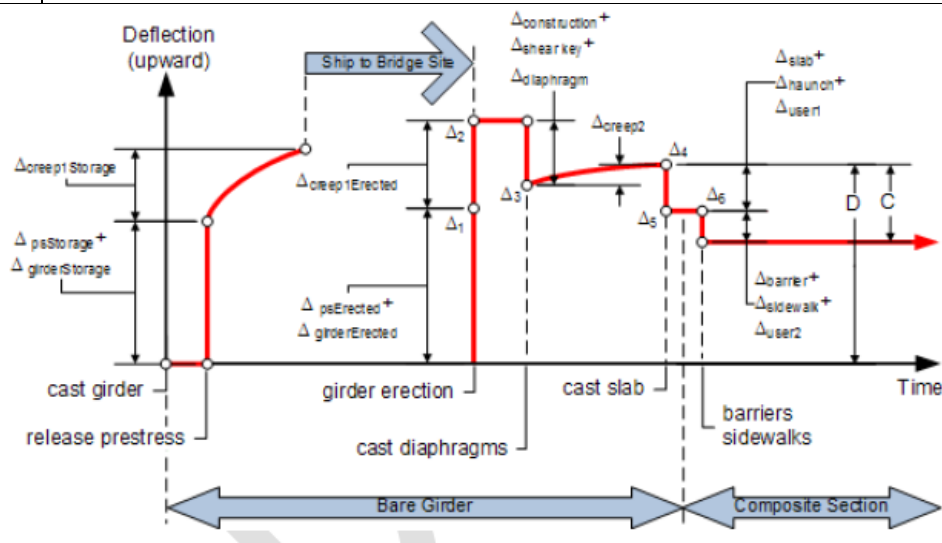 Deflection
(upward)
Ship to Bridge Site
Δconstruction+
Δshear key+
Δdiaphragm
Δslab+
Δhaunch+
Δuser1
Δcreep1Storage
Δ2
Δcreep1Erected
Δcreep2
Δ4
Δ3
D
C
Δ psStorage+
Δ girderStorage
Δ1
Δ5
Δ6
Δ psErected+
Δ girderErected
Δbarrier+
Δsidewalk+
Δuser2
cast girder
girder erection
cast slab
Time
release prestress
cast diaphragms
barriers
sidewalks
Bare Girder
Composite Section